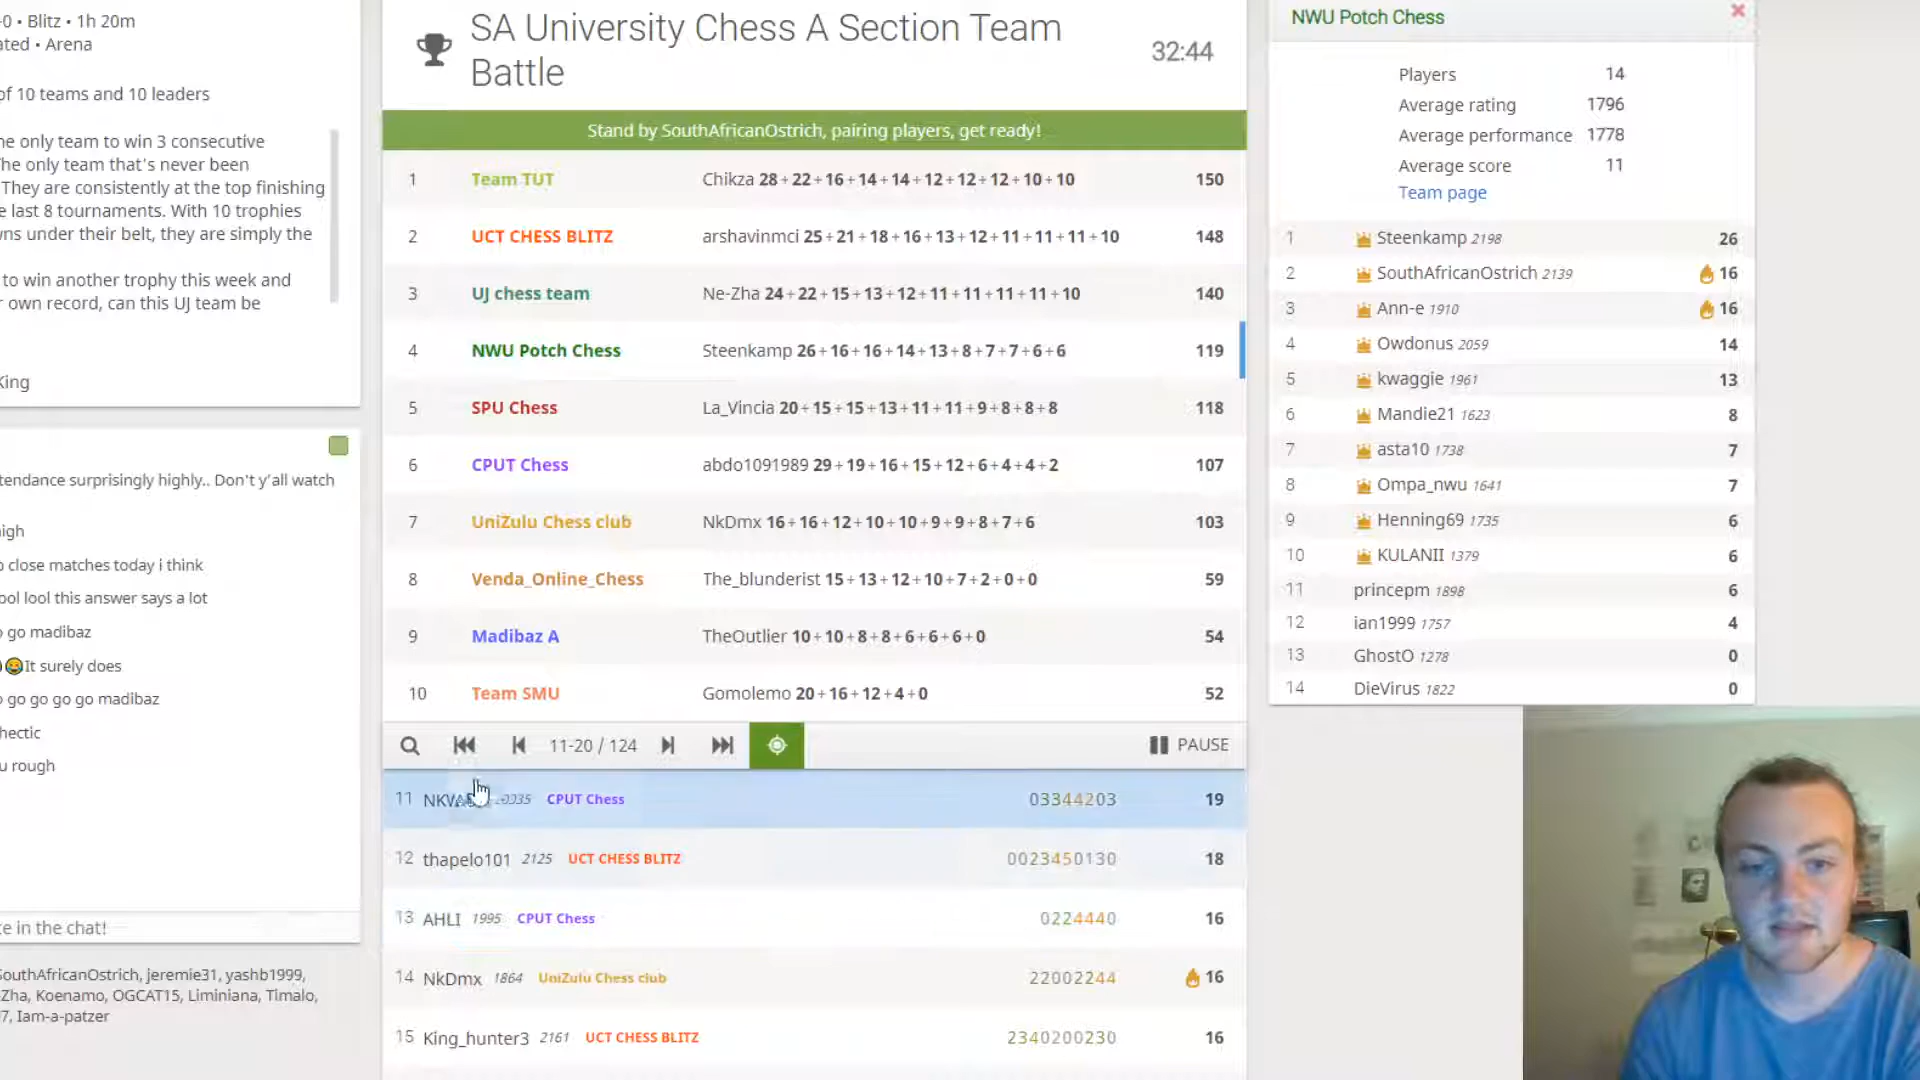 -0 • Blitz • 1h 20m
ated • Arena
of 10 teams and 10 leaders
ne only team to win 3 consecutive
The only team that's never been
They are consistently at the top finishing
e last 8 tournaments. With 10 trophies
wns under their belt, they are simply the
to win another trophy this week and
r own record, can this UJ team be
King
tendance surprisingly highly.. Don't y'all watch
high
o close matches today i think
ool lool this answer says a lot
o go madibaz
It surely does
o go go go go madibaz
hectic
u rough
te in the chat!
SouthAfricanOstrich, jeremie31, yashb1999,
Zha, Koenamo, OGCAT15, Liminiana, Timalo,
7, Iam-a-patzer
SA University Chess A Section Team
Battle
32:44
Stand by SouthAfricanOstrich, pairing players, get ready!
1 Team TUT Chikza 28+22+16+14+14+12+12+12+10+10 150
2 UCT CHESS BLITZ arshavinmci 25+21+18+16+13+12+11+11+11+10 148
3 UJ chess team Ne-Zha 24+22+15+13+12+11+11+11+11+10 140
4 NWU Potch Chess Steenkamp 26+16+16+14+13+8+7+7+6+6 119
5 SPU Chess La_Vincia 20+15+15+13+11+11+9+8+8+8 118
6 CPUT Chess abdo1091989 29+19+16+15+12+6+4+4+2 107
7 UniZulu Chess club NkDmx 16+16+12+10+10+9+9+8+7+6 103
8 Venda_Online_Chess The_blunderist 15+13+12+10+7+2+0+0 59
9 Madibaz A TheOutlier 10+10+8+8+6+6+6+0 54
10 Team SMU Gomolemo 20+16+12+4+0 52
11-20 / 124 PAUSE
11 CPUT Chess 03344203 19
12 thapelo101 2125 UCT CHESS BLITZ 0023450130 18
13 AHLI 1995 CPUT Chess 0224440 16
14 NkDmx 1864 UniZulu Chess club 22002244 16
15 King_hunter3 2161 UCT CHESS BLITZ 2340200230 16
NWU Potch Chess
Players 14
Average rating 1796
Average performance 1778
Average score 11
Team page
1 Steenkamp 2198 26
2 SouthAfricanOstrich 2139 16
3 Ann-e 1910 16
4 Owdonus 2059 14
5 kwaggie 1961 13
6 Mandie21 1623 8
7 asta10 1738 7
8 Ompa_nwu 1641 7
9 Henning69 1735 6
10 KULANII 1379 6
11 princepm 1898 6
12 ian1999 1757 4
13 GhostO 1278 0
14 DieVirus 1822 0